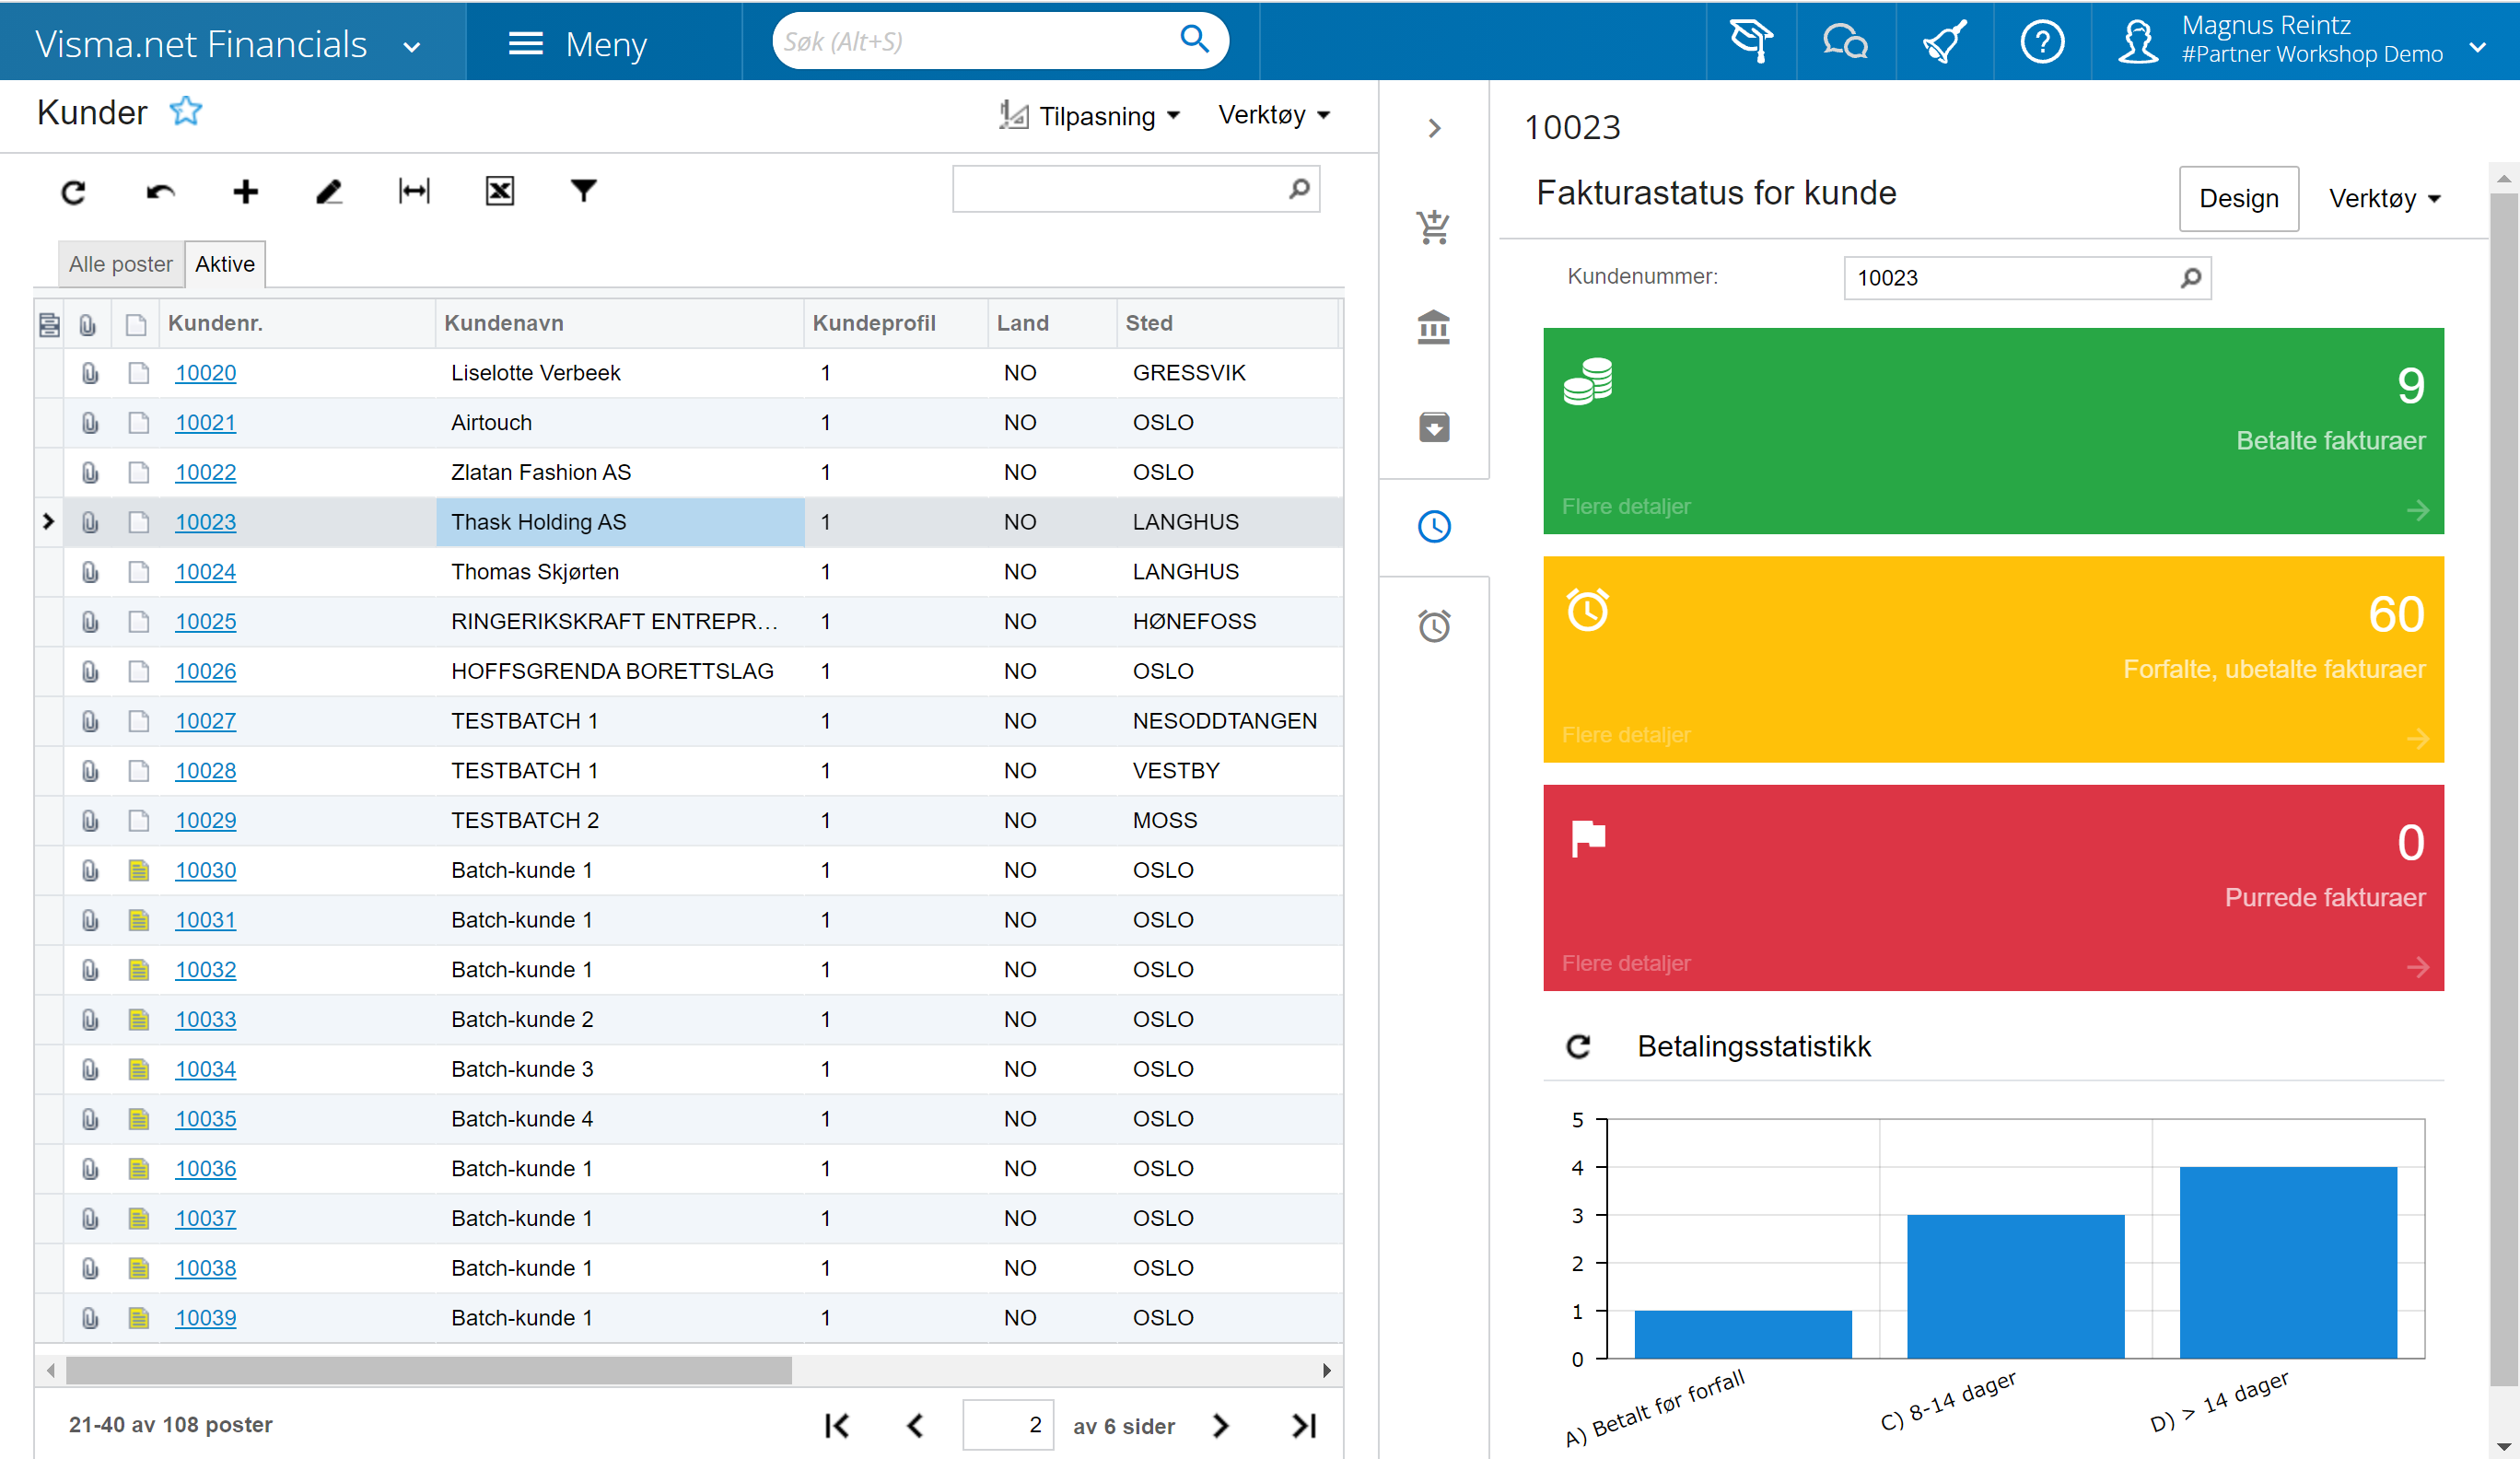 Visma.net Financials
Meny
Søk (Alt+S)
Magnus Reintz
#Partner Workshop Demo
Kunder
Tilpasning
Verktøy
Alle poster
Aktive
Kundenr. Kundenavn Kundeprofil Land Sted
10020 Liselotte Verbeek 1 NO GRESSVIK
10021 Airtouch 1 NO OSLO
10022 Zlatan Fashion AS 1 NO OSLO
10023 Thask Holding AS 1 NO LANGHUS
10024 Thomas Skjørten 1 NO LANGHUS
10025 RINGERIKSKRAFT ENTREPR... 1 NO HØNEFOSS
10026 HOFFSGRENDA BORETTSLAG 1 NO OSLO
10027 TESTBATCH 1 1 NO NESODDTANGEN
10028 TESTBATCH 1 1 NO VESTBY
10029 TESTBATCH 2 1 NO MOSS
10030 Batch-kunde 1 1 NO OSLO
10031 Batch-kunde 1 1 NO OSLO
10032 Batch-kunde 1 1 NO OSLO
10033 Batch-kunde 2 1 NO OSLO
10034 Batch-kunde 3 1 NO OSLO
10035 Batch-kunde 4 1 NO OSLO
10036 Batch-kunde 1 1 NO OSLO
10037 Batch-kunde 1 1 NO OSLO
10038 Batch-kunde 1 1 NO OSLO
10039 Batch-kunde 1 1 NO OSLO
21-40 av 108 poster
2 av 6 sider
10023
Fakturastatus for kunde
Design
Verktøy
Kundenummer: 10023
9
Betalte fakturaer
Flere detaljer
60
Forfalte, ubetalte fakturaer
Flere detaljer
0
Purrede fakturaer
Flere detaljer
Betalingsstatistikk
5
4
3
2
1
0
A) Betalt før forfall
C) 8-14 dager
D) > 14 dager